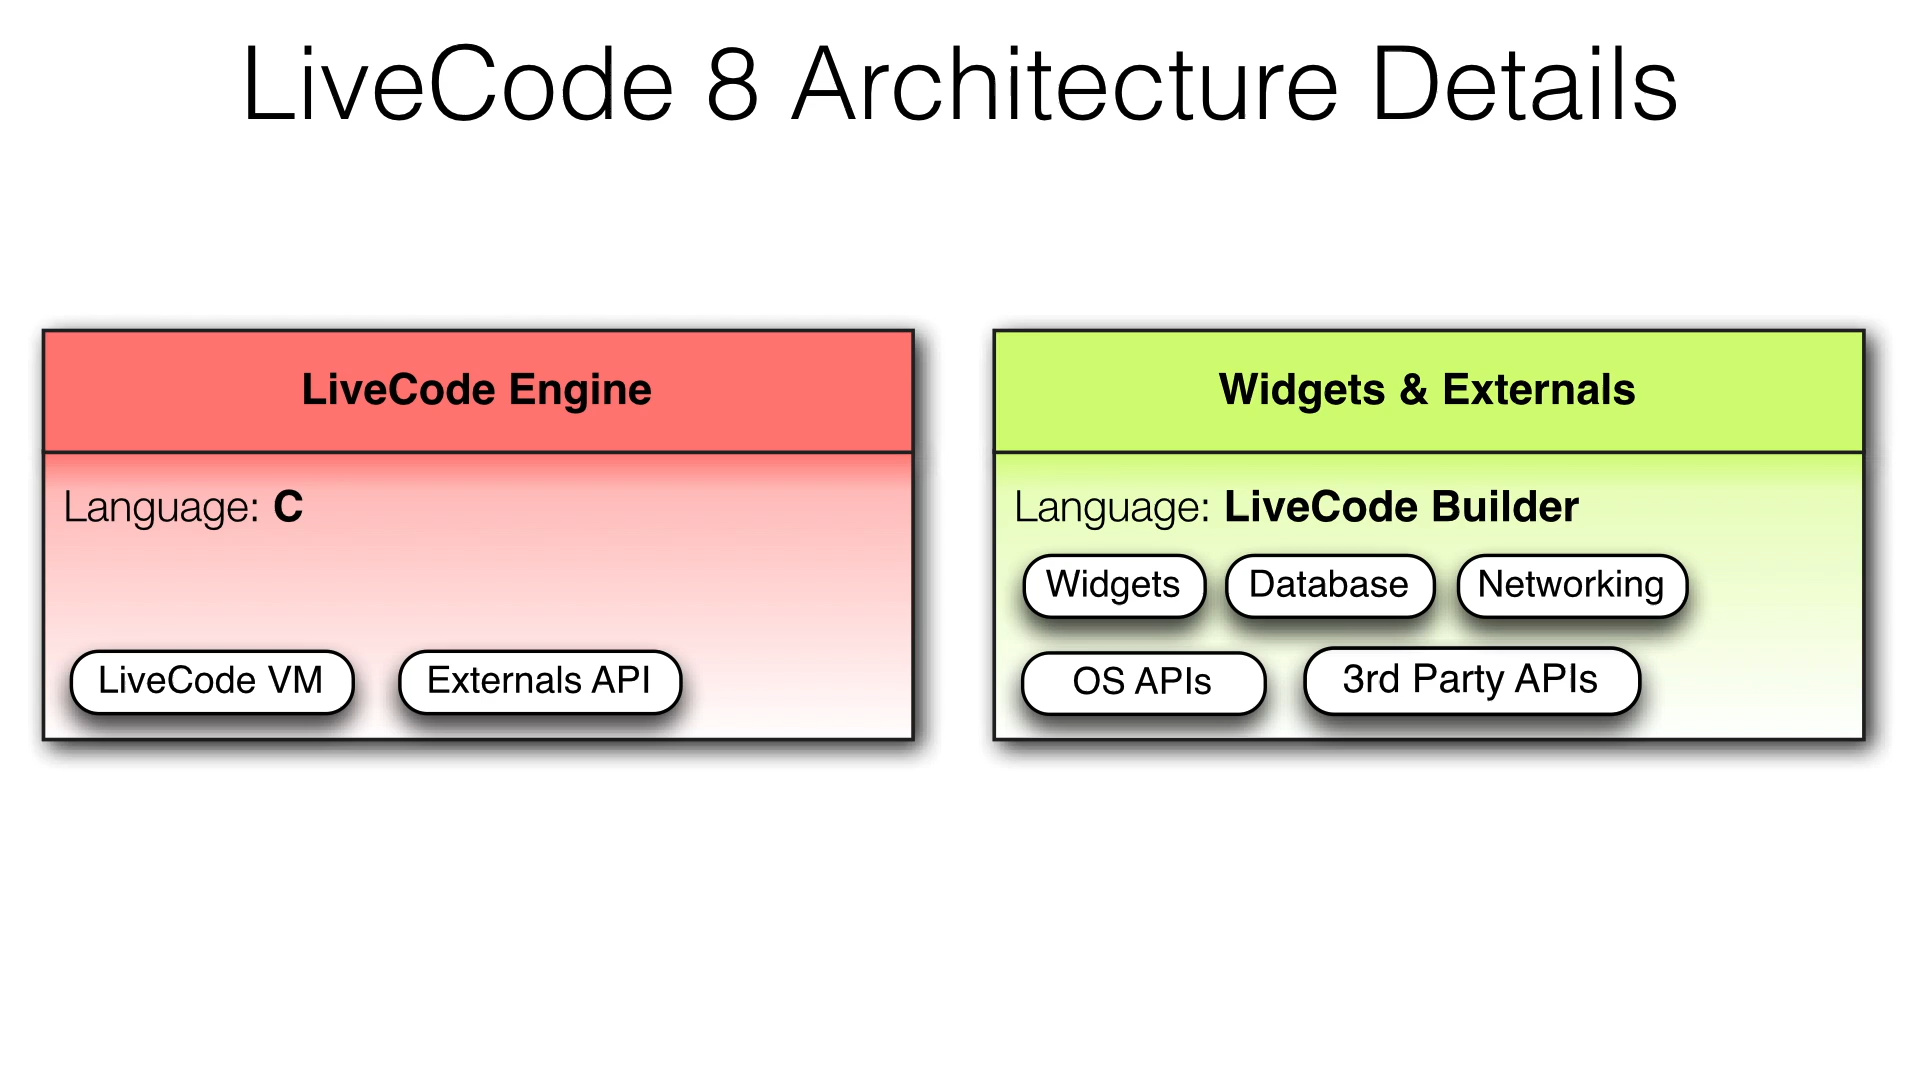 LiveCode 8 Architecture Details
LiveCode Engine
Language: C
LiveCode VM
Externals API
Widgets & Externals
Language: LiveCode Builder
Widgets
Database
Networking
OS APIs
3rd Party APIs